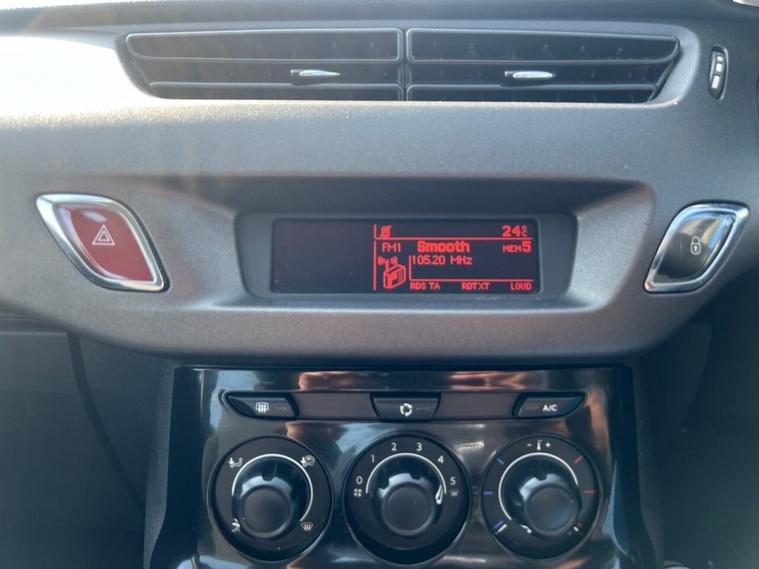 24°C
FM1 Smooth MEM5
105.20 MHz
RDS TA RDTXT LOUD
A/C
0 1 2 3 4 5
- +